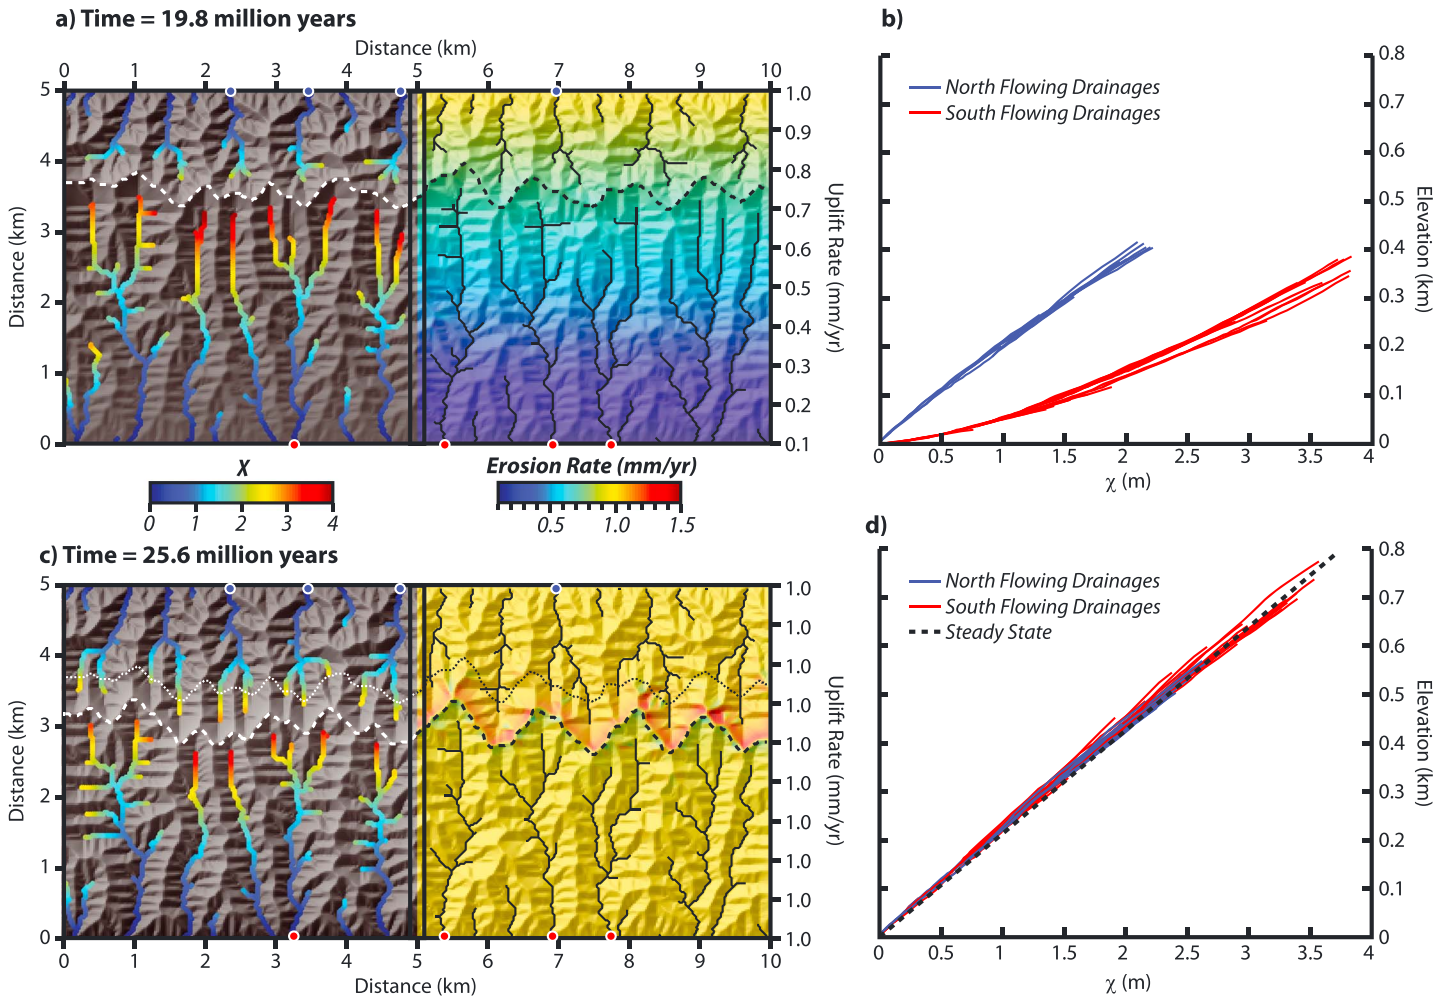 a) Time = 19.8 million years
Distance (km)
0 1 2 3 4 5 6 7 8 9 10
5
4
3
2
1
0
Distance (km)
1.0
0.9
0.8
0.7
0.6
0.5
0.4
0.3
0.2
0.1
Uplift Rate (mm/yr)
χ
0 1 2 3 4
Erosion Rate (mm/yr)
0.5 1.0 1.5
b)
North Flowing Drainages
South Flowing Drainages
0.8
0.7
0.6
0.5
0.4
0.3
0.2
0.1
0
Elevation (km)
0 0.5 1 1.5 2 2.5 3 3.5 4
χ (m)
c) Time = 25.6 million years
5
4
3
2
1
0
Distance (km)
1.0
1.0
1.0
1.0
1.0
1.0
1.0
1.0
1.0
1.0
Uplift Rate (mm/yr)
0 1 2 3 4 5 6 7 8 9 10
Distance (km)
d)
North Flowing Drainages
South Flowing Drainages
Steady State
0.8
0.7
0.6
0.5
0.4
0.3
0.2
0.1
0
Elevation (km)
0 0.5 1 1.5 2 2.5 3 3.5 4
χ (m)